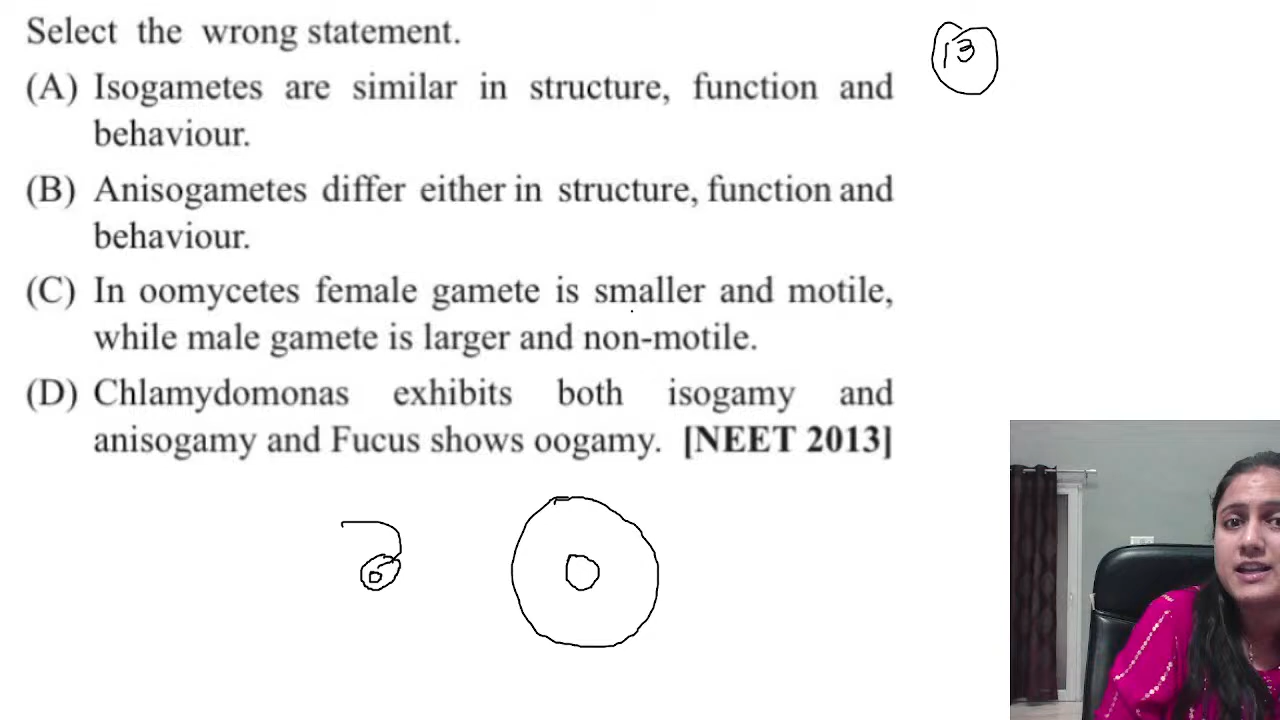 Select the wrong statement.
13
(A) Isogametes are similar in structure, function and
behaviour.
(B) Anisogametes differ either in structure, function and
behaviour.
(C) In oomycetes female gamete is smaller and motile,
while male gamete is larger and non-motile.
(D) Chlamydomonas exhibits both isogamy and
anisogamy and Fucus shows oogamy. [NEET 2013]